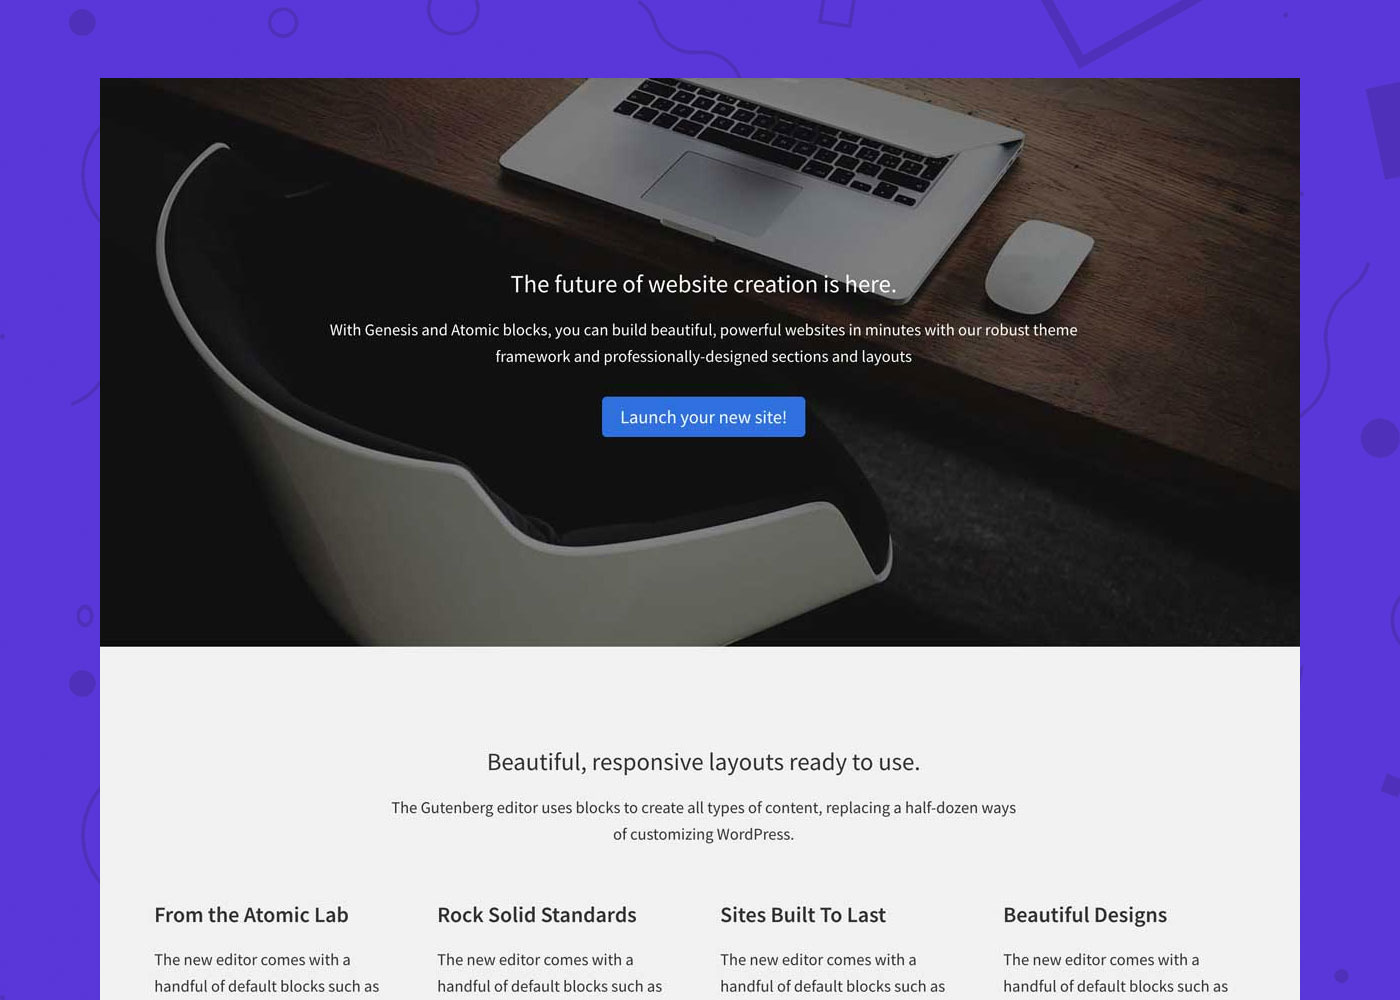 The future of website creation is here.
With Genesis and Atomic blocks, you can build beautiful, powerful websites in minutes with our robust theme
framework and professionally-designed sections and layouts
Launch your new site!
Beautiful, responsive layouts ready to use.
The Gutenberg editor uses blocks to create all types of content, replacing a half-dozen ways
of customizing WordPress.
From the Atomic Lab
The new editor comes with a
handful of default blocks such as
Rock Solid Standards
The new editor comes with a
handful of default blocks such as
Sites Built To Last
The new editor comes with a
handful of default blocks such as
Beautiful Designs
The new editor comes with a
handful of default blocks such as